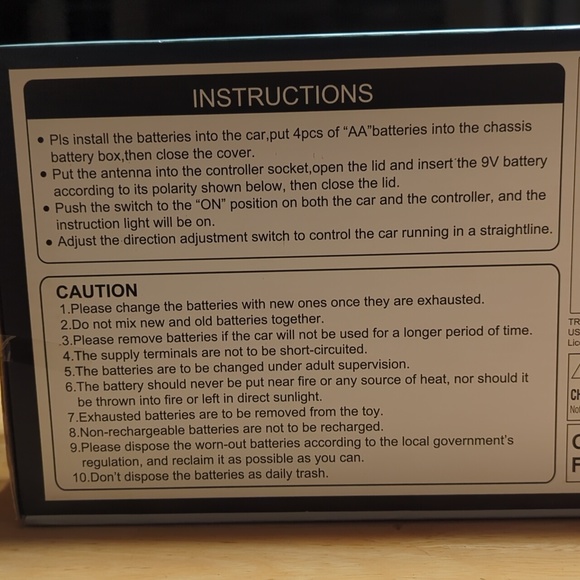 INSTRUCTIONS
• Pls install the batteries into the car,put 4pcs of “AA”batteries into the chassis
battery box,then close the cover.
• Put the antenna into the controller socket,open the lid and insert the 9V battery
according to its polarity shown below, then close the lid.
• Push the switch to the “ON” position on both the car and the controller, and the
instruction light will be on.
• Adjust the direction adjustment switch to control the car running in a straightline.
CAUTION
1.Please change the batteries with new ones once they are exhausted.
2.Do not mix new and old batteries together.
3.Please remove batteries if the car will not be used for a longer period of time.
4.The supply terminals are not to be short-circuited.
5.The batteries are to be changed under adult supervision.
6.The battery should never be put near fire or any source of heat, nor should it
be thrown into fire or left in direct sunlight.
7.Exhausted batteries are to be removed from the toy.
8.Non-rechargeable batteries are not to be recharged.
9.Please dispose the worn-out batteries according to the local government’s
regulation, and reclaim it as possible as you can.
10.Don’t dispose the batteries as daily trash.
TR
US
Lic
CH